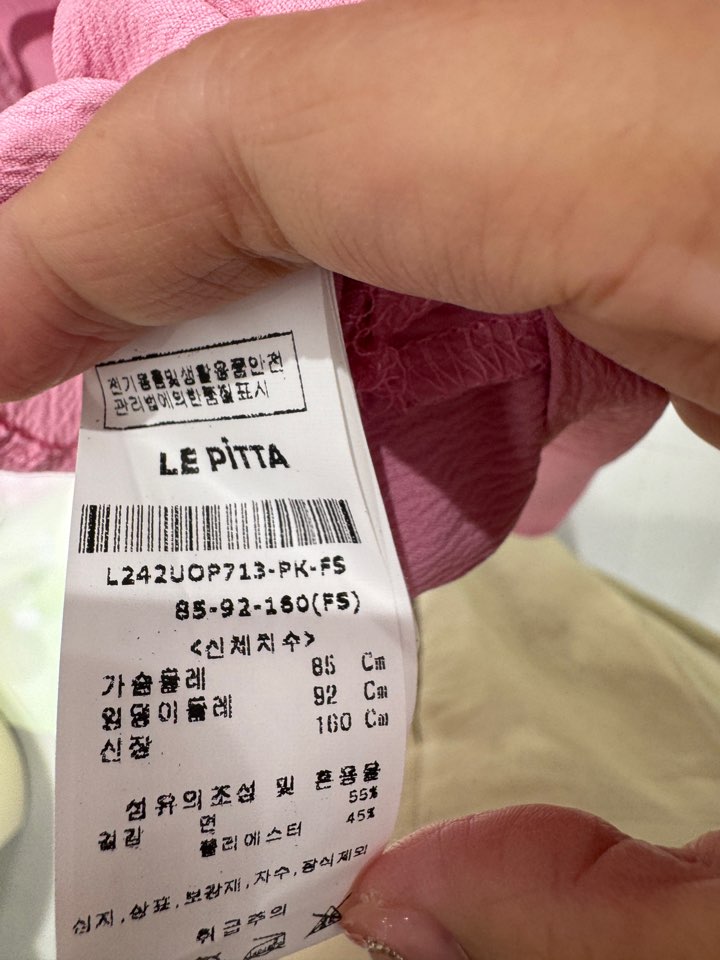 전기용품및생활용품안전
관리법에의한품질표시
LE PiTTA
L242UOP713-PK-FS
85-92-160(FS)
<신체치수>
가슴둘레 85 Cm
엉덩이둘레 92 Cm
신장 160 Cm
섬유의조성 및 혼용율
겉감 면 55%
폴리에스터 45%
심지,상표,보강재,자수,장식제외
취급주의